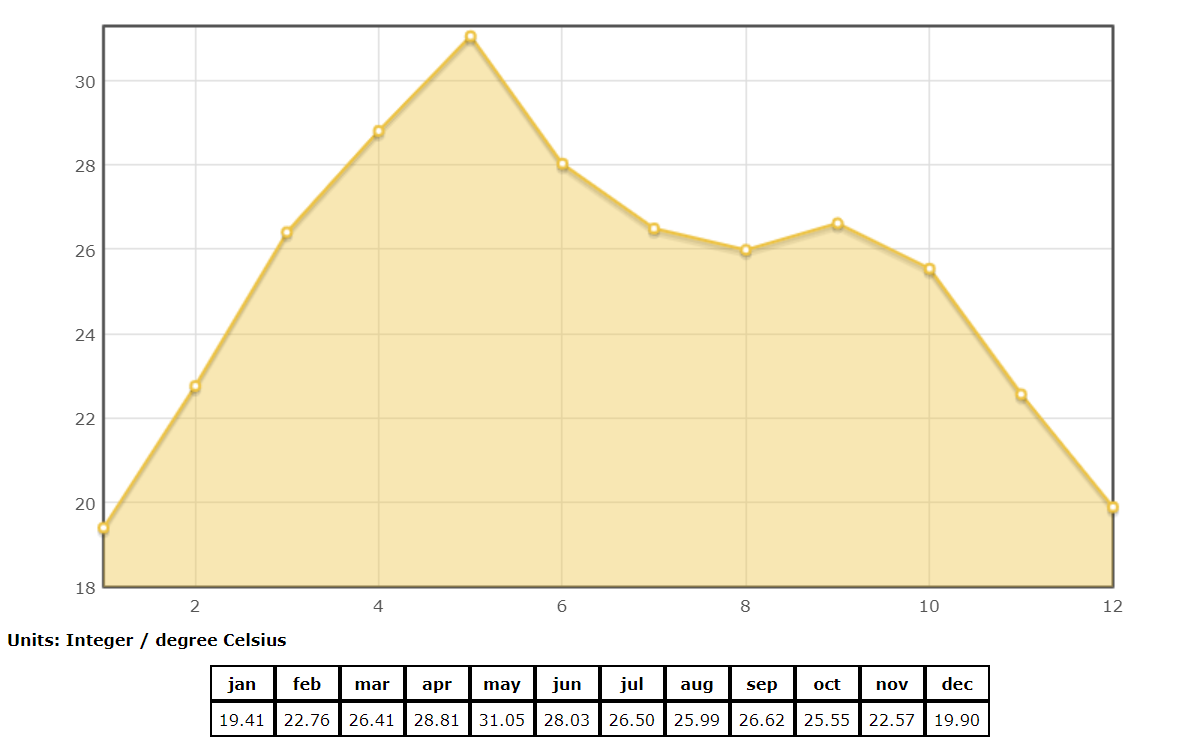 30
28
26
24
22
20
18
2 4 6 8 10 12
Units: Integer / degree Celsius
jan feb mar apr may jun jul aug sep oct nov dec
19.41 22.76 26.41 28.81 31.05 28.03 26.50 25.99 26.62 25.55 22.57 19.90